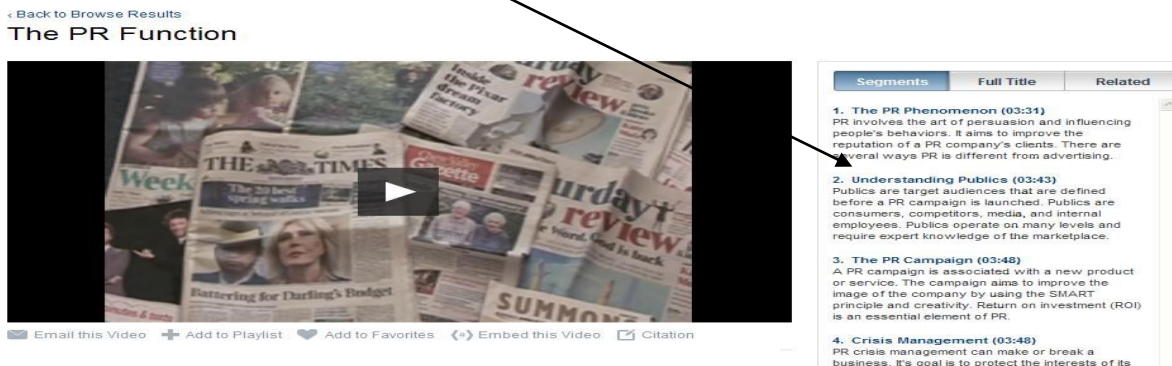 ‹ Back to Browse Results
The PR Function
Week
THE TIMES
The 20 best
spring walks
Battering for Darling's Budget
Inside
the Pixar
dream
factory
review
Gazette
review
God is back
SUMMON
Email this Video
Add to Playlist
Add to Favorites
Embed this Video
Citation
Segments
Full Title
Related
1. The PR Phenomenon (03:31)
PR involves the art of persuasion and influencing
people's behaviors. It aims to improve the
reputation of a PR company's clients. There are
several ways PR is different from advertising.
2. Understanding Publics (03:43)
Publics are target audiences that are defined
before a PR campaign is launched. Publics are
consumers, competitors, media, and internal
employees. Publics operate on many levels and
require expert knowledge of the marketplace.
3. The PR Campaign (03:48)
A PR campaign is associated with a new product
or service. The campaign aims to improve the
image of the company by using the SMART
principle and creativity. Return on investment (ROI)
is an essential element of PR.
4. Crisis Management (03:48)
PR crisis management can make or break a
business. It's goal is to protect the interests of its